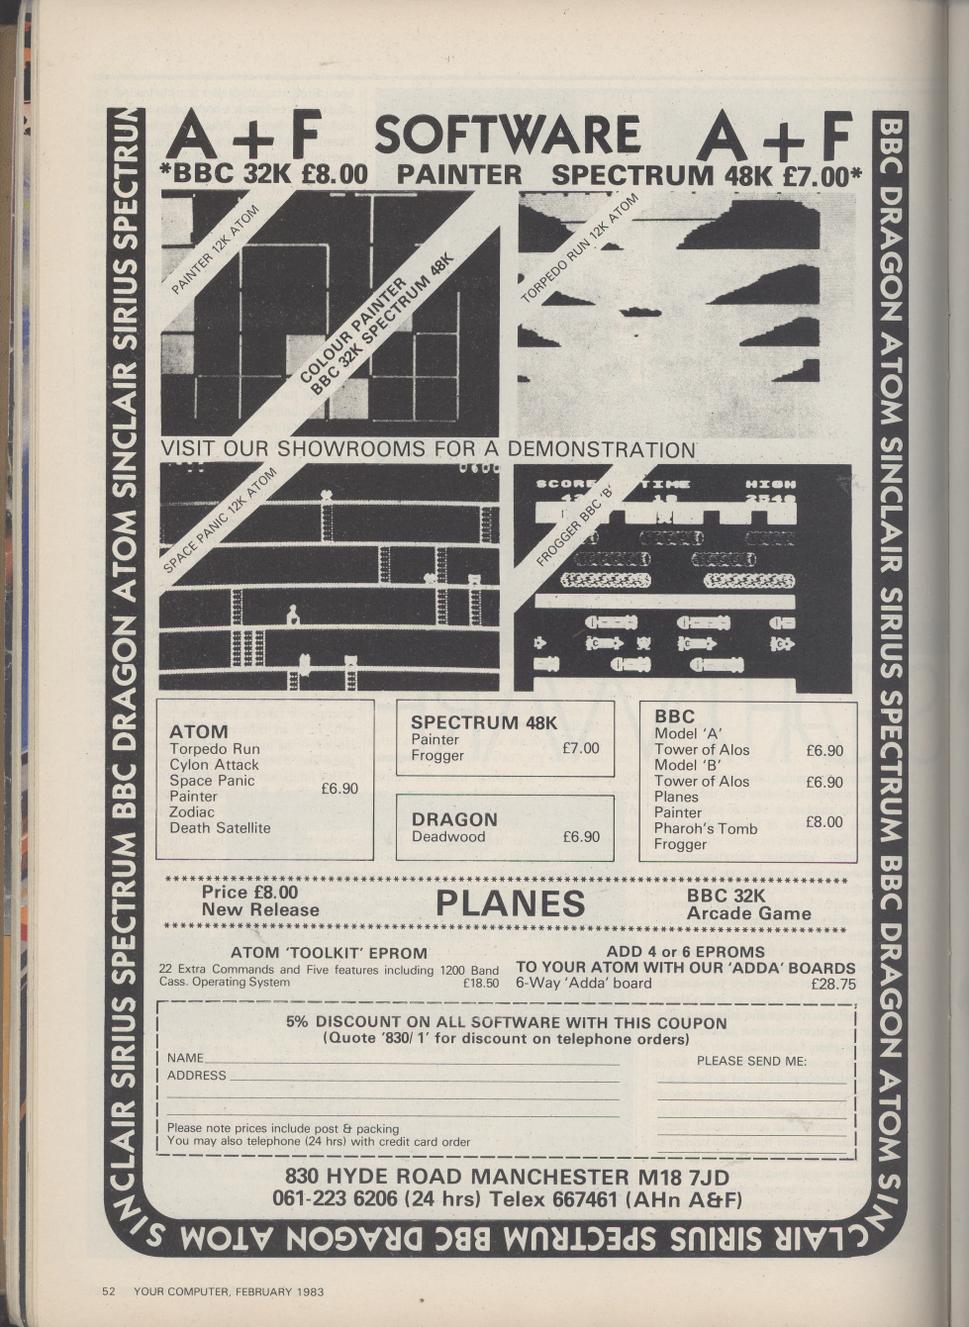 A+F SOFTWARE A+F
*BBC 32K £8.00 PAINTER SPECTRUM 48K £7.00*
PAINTER 12K ATOM
COLOUR PAINTER
BBC 32K SPECTRUM 48K
TORPEDO RUN 12K ATOM
VISIT OUR SHOWROOMS FOR A DEMONSTRATION
SPACE PANIC 12K ATOM
FROGGER BBC 'B'
SCORE TIME HIGH
ATOM
Torpedo Run
Cylon Attack
Space Panic
Painter £6.90
Zodiac
Death Satellite
SPECTRUM 48K
Painter
Frogger £7.00
DRAGON
Deadwood £6.90
BBC
Model 'A'
Tower of Alos £6.90
Model 'B'
Tower of Alos £6.90
Planes
Painter
Pharoh's Tomb £8.00
Frogger
Price £8.00
New Release
PLANES
BBC 32K
Arcade Game
ATOM 'TOOLKIT' EPROM
22 Extra Commands and Five features including 1200 Band
Cass. Operating System £18.50
ADD 4 or 6 EPROMS
TO YOUR ATOM WITH OUR 'ADDA' BOARDS
6-Way 'Adda' board £28.75
5% DISCOUNT ON ALL SOFTWARE WITH THIS COUPON
(Quote '830/1' for discount on telephone orders)
NAME
ADDRESS
PLEASE SEND ME:
Please note prices include post & packing
You may also telephone (24 hrs) with credit card order
830 HYDE ROAD MANCHESTER M18 7JD
061-223 6206 (24 hrs) Telex 667461 (AHn A&F)
BBC DRAGON ATOM SINCLAIR SIRIUS SPECTRUM BBC DRAGON ATOM SINCLAIR SIRIUS SPECTRUM BBC DRAGON ATOM SINCLAIR SIRIUS SPECTRUM BBC DRAGON ATOM SINCLAIR SIRIUS SPECTRUM
52 YOUR COMPUTER, FEBRUARY 1983